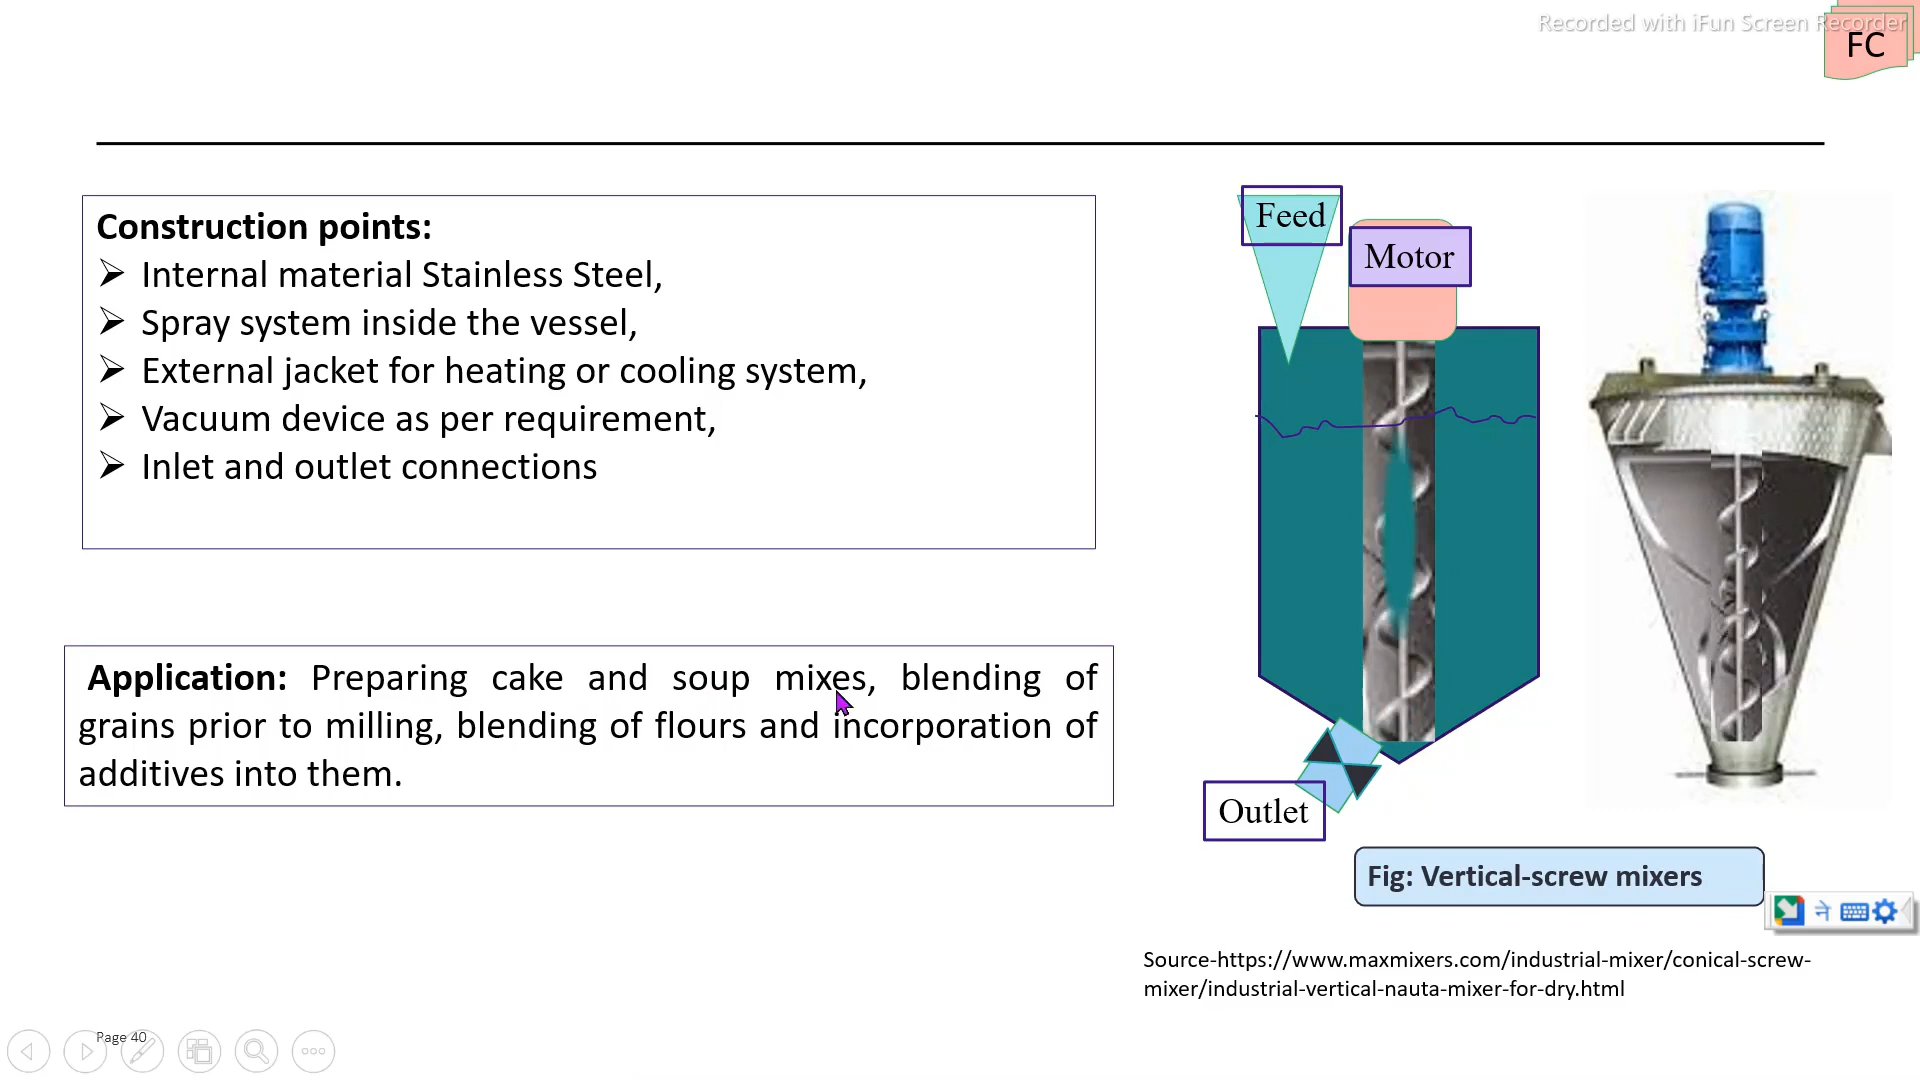 Recorded with iFun Screen Recorder
FC
Construction points:
➢ Internal material Stainless Steel,
➢ Spray system inside the vessel,
➢ External jacket for heating or cooling system,
➢ Vacuum device as per requirement,
➢ Inlet and outlet connections
Application: Preparing cake and soup mixes, blending of
grains prior to milling, blending of flours and incorporation of
additives into them.
Feed
Motor
Outlet
Fig: Vertical-screw mixers
ने
Source-https://www.maxmixers.com/industrial-mixer/conical-screw-
mixer/industrial-vertical-nauta-mixer-for-dry.html
Page 40